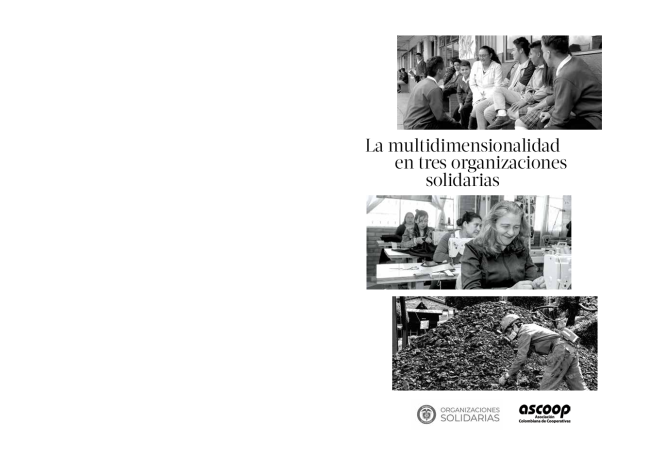 La multidimensionalidad
en tres organizaciones
solidarias
ORGANIZACIONES
SOLIDARIAS
ascoop
Asociación
Colombiana de Cooperativas